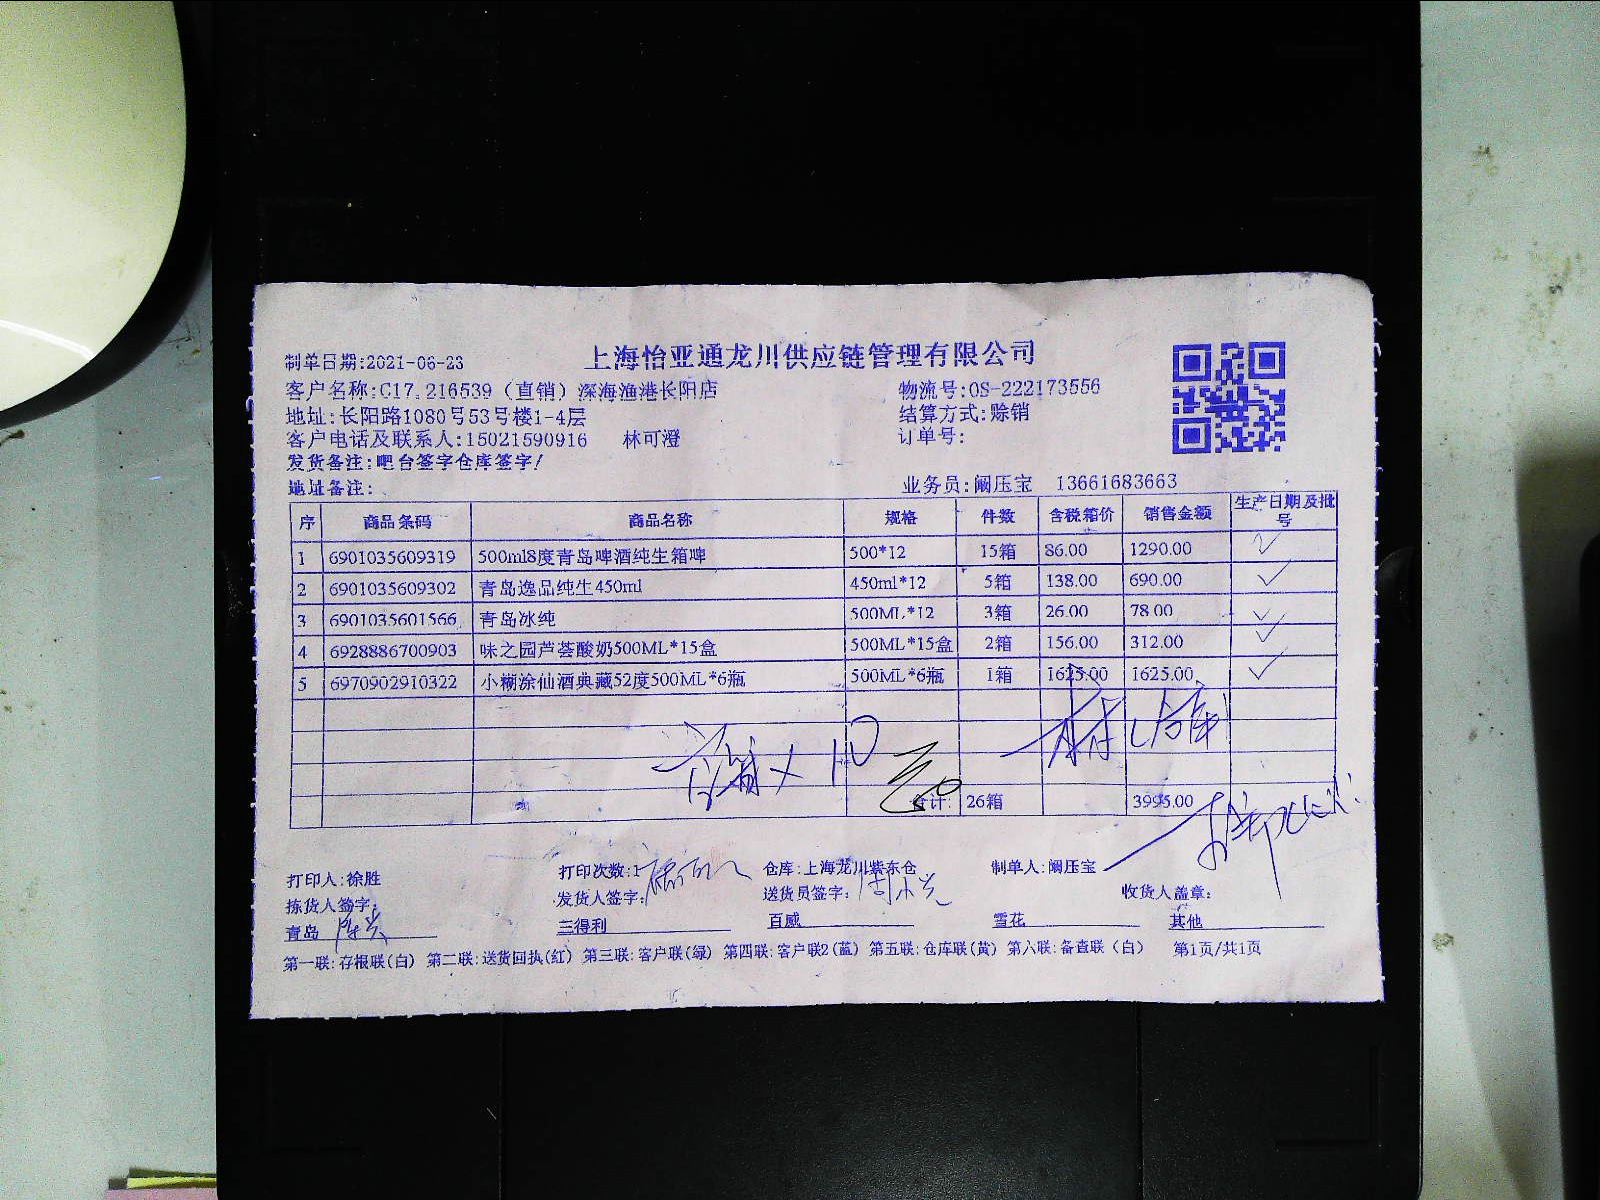 上海怡亚通龙川供应链管理有限公司
制单日期:2021-06-23
客户名称:C17.216539（直销）深海渔港长阳店 物流号:OS-222173556
地址:长阳路1080号53号楼1-4层 结算方式:赊销
客户电话及联系人:15021590916 林可澄 订单号:
发货备注:吧台签字仓库签字!
地址备注: 业务员:阚压宝 13661683663
序 商品条码 商品名称 规格 件数 含税箱价 销售金额 生产日期及批号
1 6901035609319 500ml8度青岛啤酒纯生箱啤 500*12 15箱 86.00 1290.00
2 6901035609302 青岛逸品纯生450ml 450ml*12 5箱 138.00 690.00
3 6901035601566 青岛冰纯 500ML*12 3箱 26.00 78.00
4 6928886700903 味之园芦荟酸奶500ML*15盒 500ML*15盒 2箱 156.00 312.00
5 6970902910322 小糊涂仙酒典藏52度500ML*6瓶 500ML*6瓶 1箱 1625.00 1625.00
合计: 26箱 3995.00
打印人:徐胜 打印次数:1 仓库:上海龙川紫东仓 制单人:阚压宝
拣货人签字: 发货人签字: 送货员签字: 收货人盖章:
青岛 三得利 百威 雪花 其他
第一联:存根联(白) 第二联:送货回执(红) 第三联:客户联(绿) 第四联:客户联2(蓝) 第五联:仓库联(黄) 第六联:备查联(白) 第1页/共1页